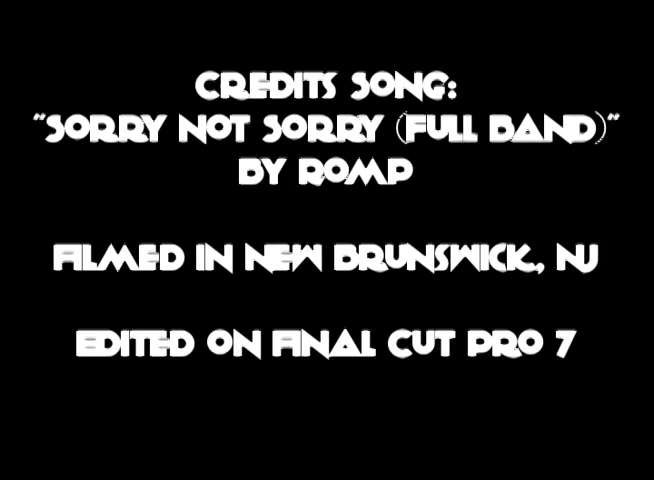 CREDITS SONG:
"SORRY NOT SORRY (FULL BAND)"
BY ROMP
FILMED IN NEW BRUNSWICK, NJ
EDITED ON FINAL CUT PRO 7